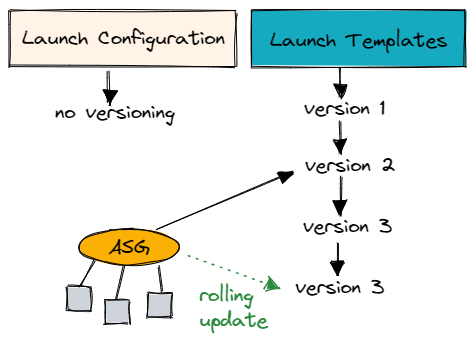 Launch Configuration
Launch Templates
no versioning
version 1
version 2
version 3
ASG
version 3
rolling
update